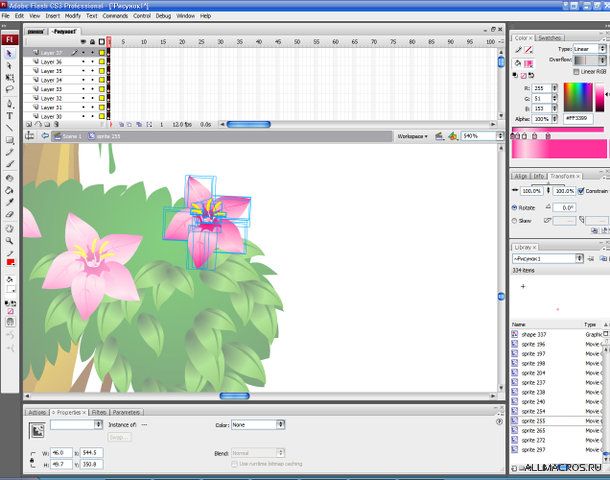 Adobe Flash CS3 Professional - [~Рисунок1*]
File Edit Insert Modify Text Commands Control Debug Window Help
~Рисунок1*
5 10 15 20 25 30 35 40 45 50 55 60 65 70 75 80 85 90 95 100
Layer 37
Layer 36
Layer 35
Layer 34
Layer 33
Layer 32
Layer 31
Layer 30
1 12.0 fps 0.0s
Scene 1 sprite 255 Workspace 540%
Actions Properties Filters Parameters
Instance of: --- Color: None
Swap...
W: 46.0 X: 544.5
H: 49.7 Y: 350.8
Blend: Normal
Use runtime bitmap caching
Color Swatches
Type: Linear
Overflow:
Linear RGB
R: 255
G: 51
B: 153
Alpha: 100% #FF3399
Align Info Transform
100.0% 100.0% Constrain
Rotate 0.0°
Skew
Library
~Рисунок1
334 items
Name Type
shape 337 Graphic
sprite 196 Movie C
sprite 197 Movie C
sprite 198 Movie C
sprite 204 Movie C
sprite 237 Movie C
sprite 238 Movie C
sprite 240 Movie C
sprite 254 Movie C
sprite 255 Movie C
sprite 265 Movie C
sprite 272 Movie C
sprite 297 Movie C
ALLMACROS.RU